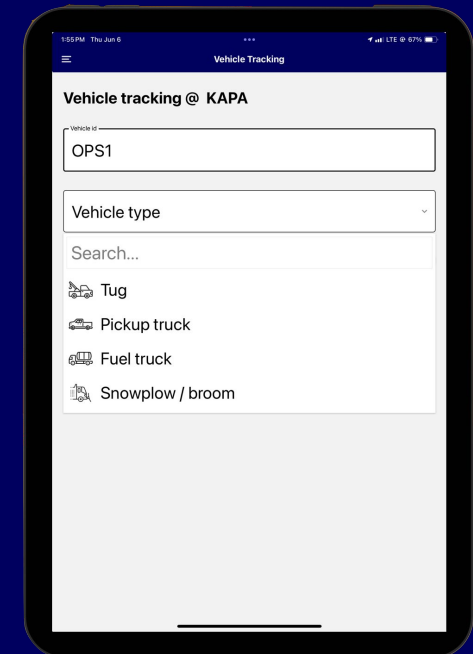 1:55 PM Thu Jun 6
LTE 67%
Vehicle Tracking
Vehicle tracking @ KAPA
Vehicle id
OPS1
Vehicle type
Search...
Tug
Pickup truck
Fuel truck
Snowplow / broom